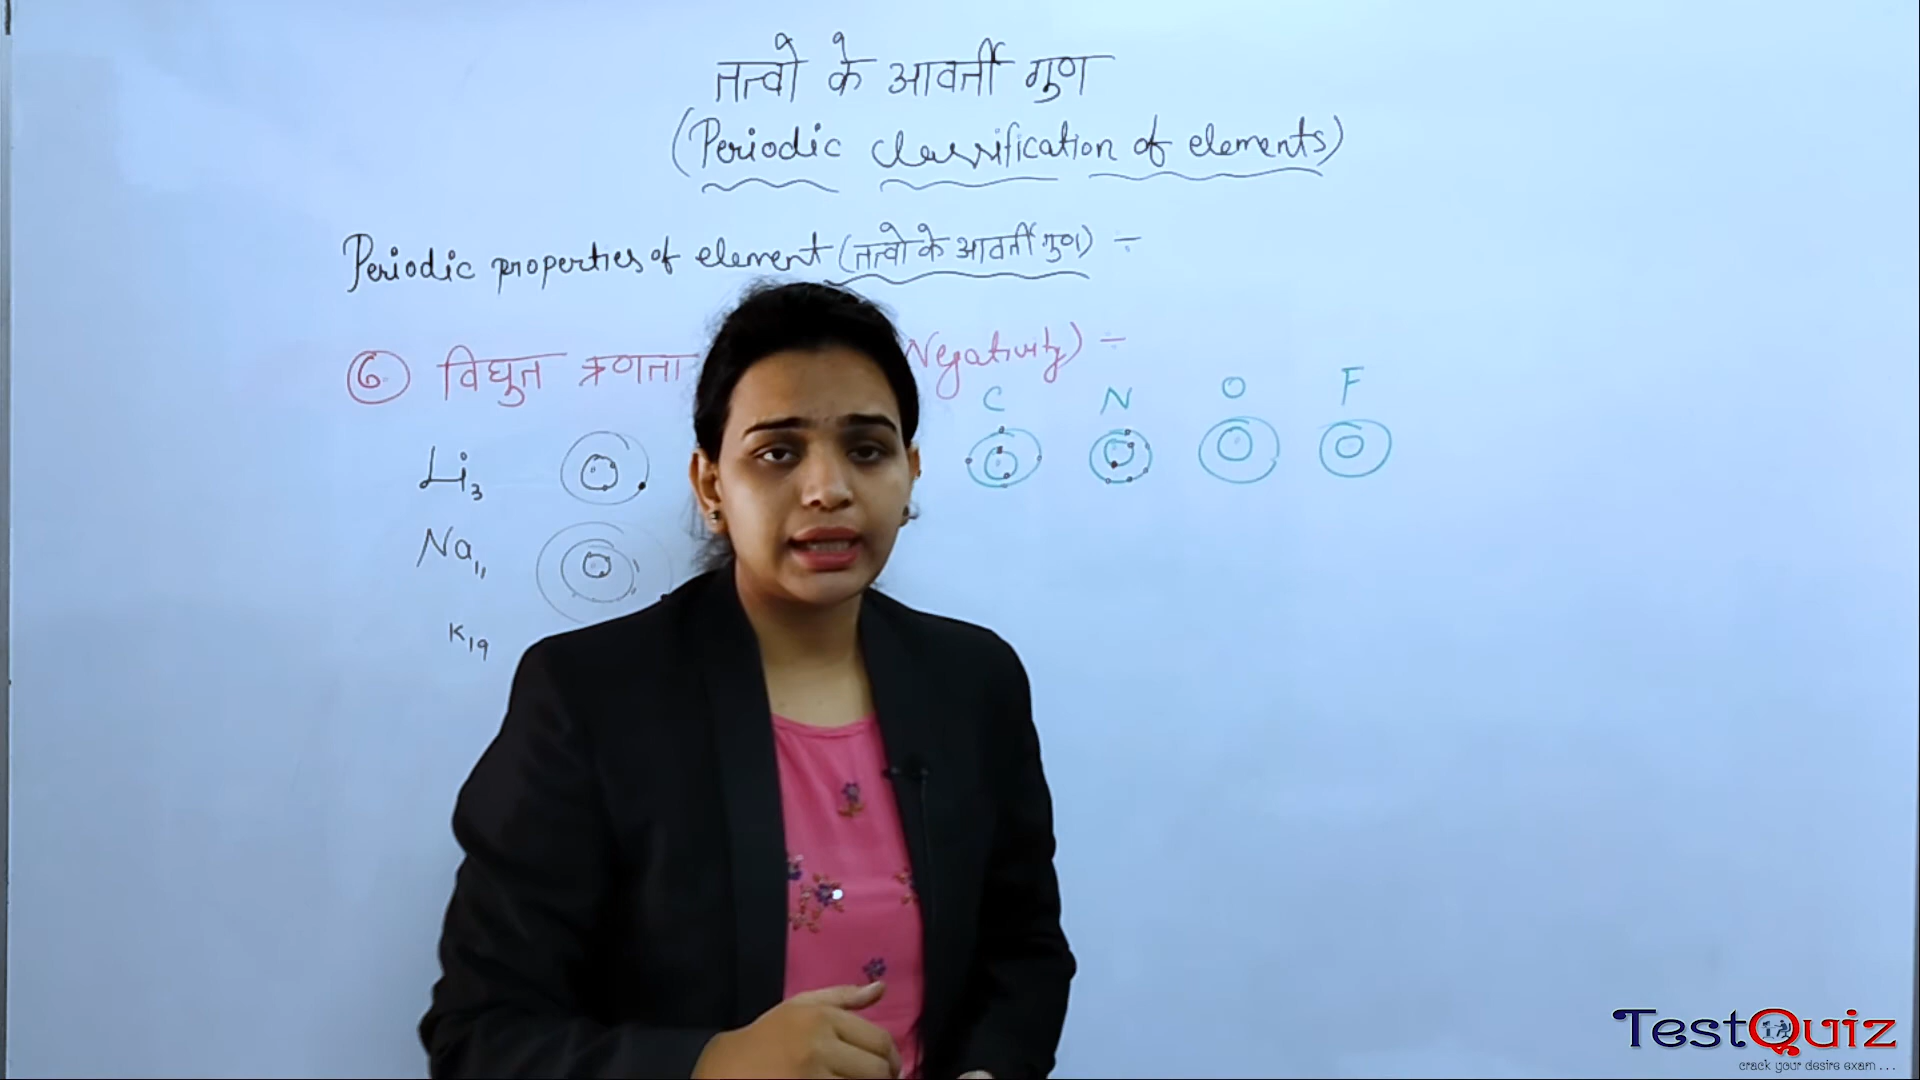 तत्वो के आवर्ती गुण
(Periodic classification of elements)
Periodic properties of element (तत्वो के आवर्ती गुण) ÷
6 विघुत ऋणता Negativity) ÷
C N O F
Li3
Na11
K19
TestQuiz
crack your desire exam ...